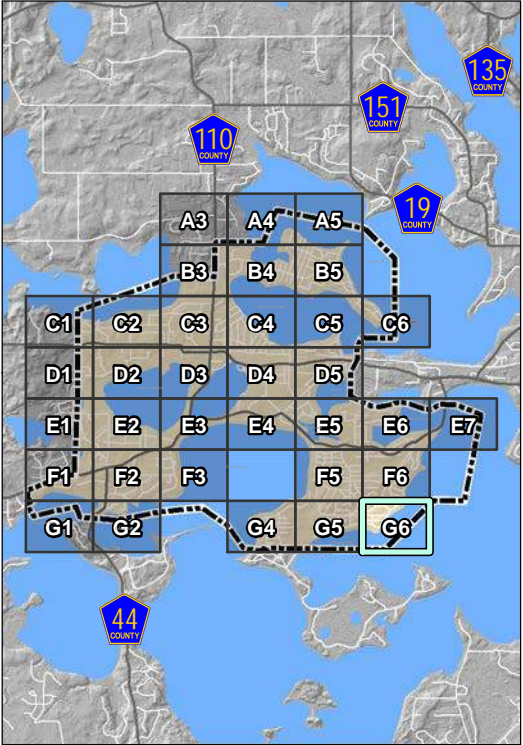 135
COUNTY
151
COUNTY
110
COUNTY
19
COUNTY
A3 A4 A5
B3 B4 B5
C1 C2 C3 C4 C5 C6
D1 D2 D3 D4 D5
E1 E2 E3 E4 E5 E6 E7
F1 F2 F3 F5 F6
G1 G2 G4 G5 G6
44
COUNTY